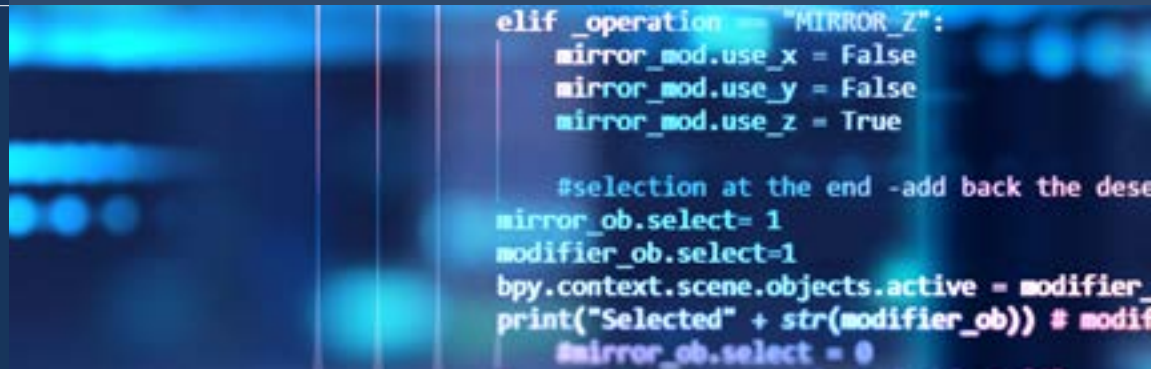 elif _operation == "MIRROR_Z":
mirror_mod.use_x = False
mirror_mod.use_y = False
mirror_mod.use_z = True
#selection at the end -add back the dese
mirror_ob.select= 1
modifier_ob.select=1
bpy.context.scene.objects.active = modifier_
print("Selected" + str(modifier_ob)) # modif
#mirror_ob.select = 0